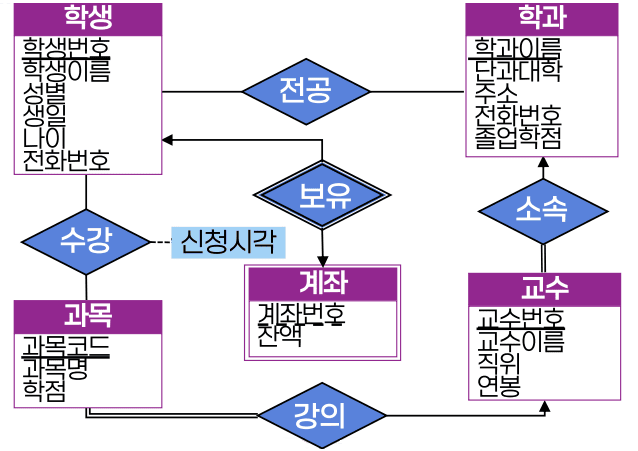 학생
학생번호
학생이름
성별
생일
나이
전화번호
전공
학과
학과이름
단과대학
주소
전화번호
졸업학점
보유
수강
신청시각
소속
계좌
계좌번호
잔액
과목
과목코드
과목명
학점
교수
교수번호
교수이름
직위
연봉
강의